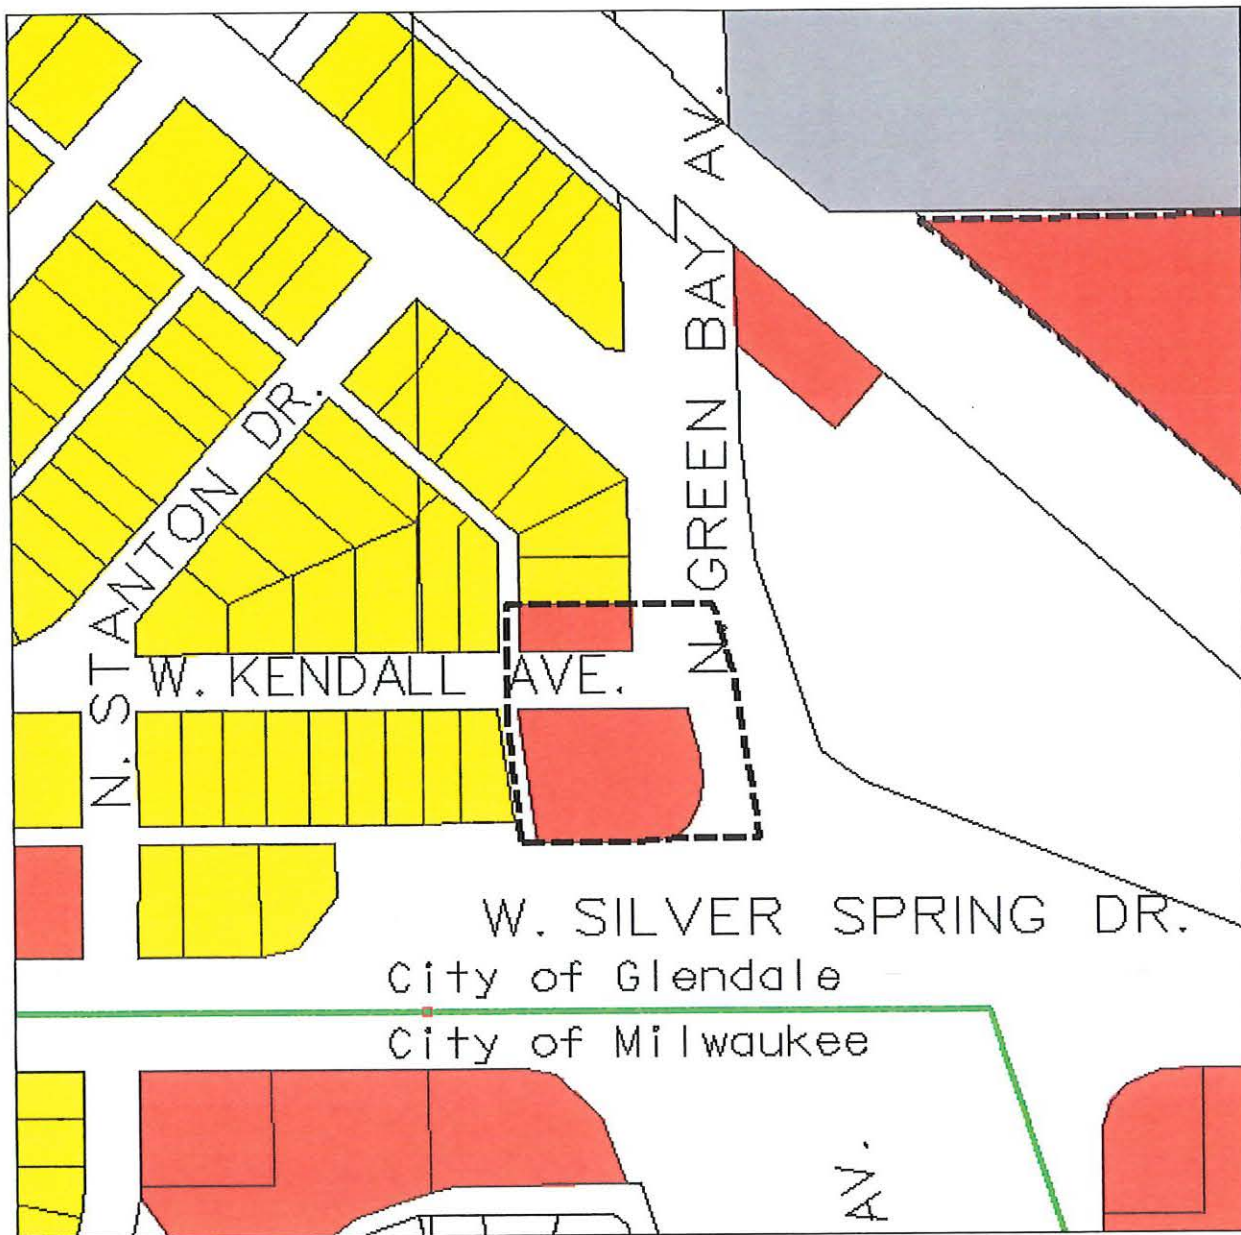 N. GREEN BAY AV.
N. STANTON DR.
W. KENDALL AVE.
W. SILVER SPRING DR.
City of Glendale
City of Milwaukee
AV.